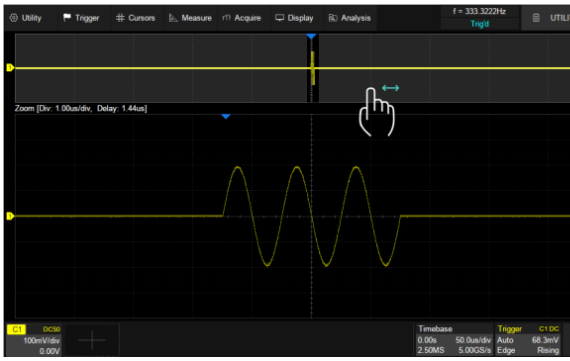 Utility Trigger Cursors Measure Acquire Display Analysis
f = 333.3222Hz
Trig'd
UTILI
1
Zoom [Div: 1.00us/div, Delay: 1.44us]
1
C1 DC50
100mV/div
0.00V
Timebase
0.00s 50.0us/div
2.50MS 5.00GS/s
Trigger C1 DC
Auto 68.3mV
Edge Rising